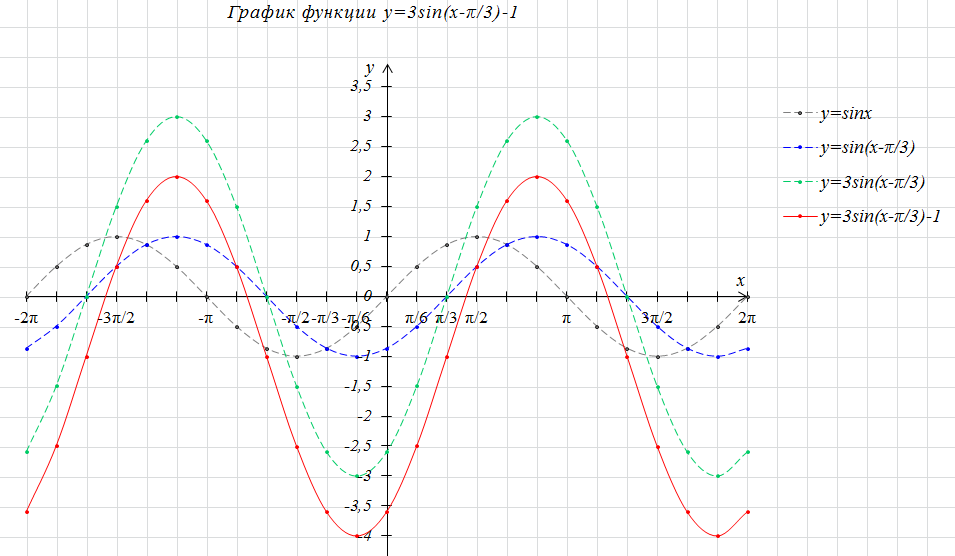 График функции y=3sin(x-π/3)-1
y
3,5
3
2,5
2
1,5
1
0,5
0
-0,5
-1
-1,5
-2
-2,5
-3
-3,5
-4
x
-2π -3π/2 -π -π/2 -π/3 -π/6 π/6 π/3 π/2 π 3π/2 2π
y=sinx
y=sin(x-π/3)
y=3sin(x-π/3)
y=3sin(x-π/3)-1